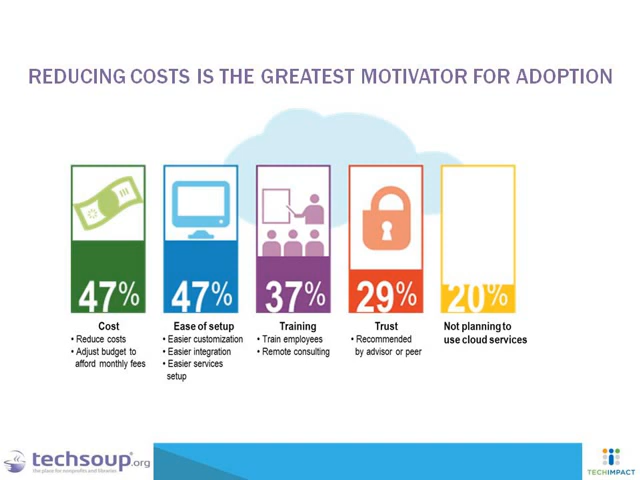 REDUCING COSTS IS THE GREATEST MOTIVATOR FOR ADOPTION
47%
47%
37%
29%
20%
Cost
• Reduce costs
• Adjust budget to
afford monthly fees
Ease of setup
• Easier customization
• Easier integration
• Easier services
setup
Training
• Train employees
• Remote consulting
Trust
• Recommended
by advisor or peer
Not planning to
use cloud services
techsoup.org
the place for nonprofits and libraries
TECHIMPACT